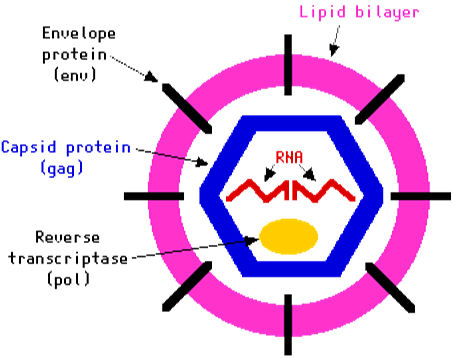 Lipid bilayer
Envelope
protein
(env)
Capsid protein
(gag)
RNA
Reverse
transcriptase
(pol)